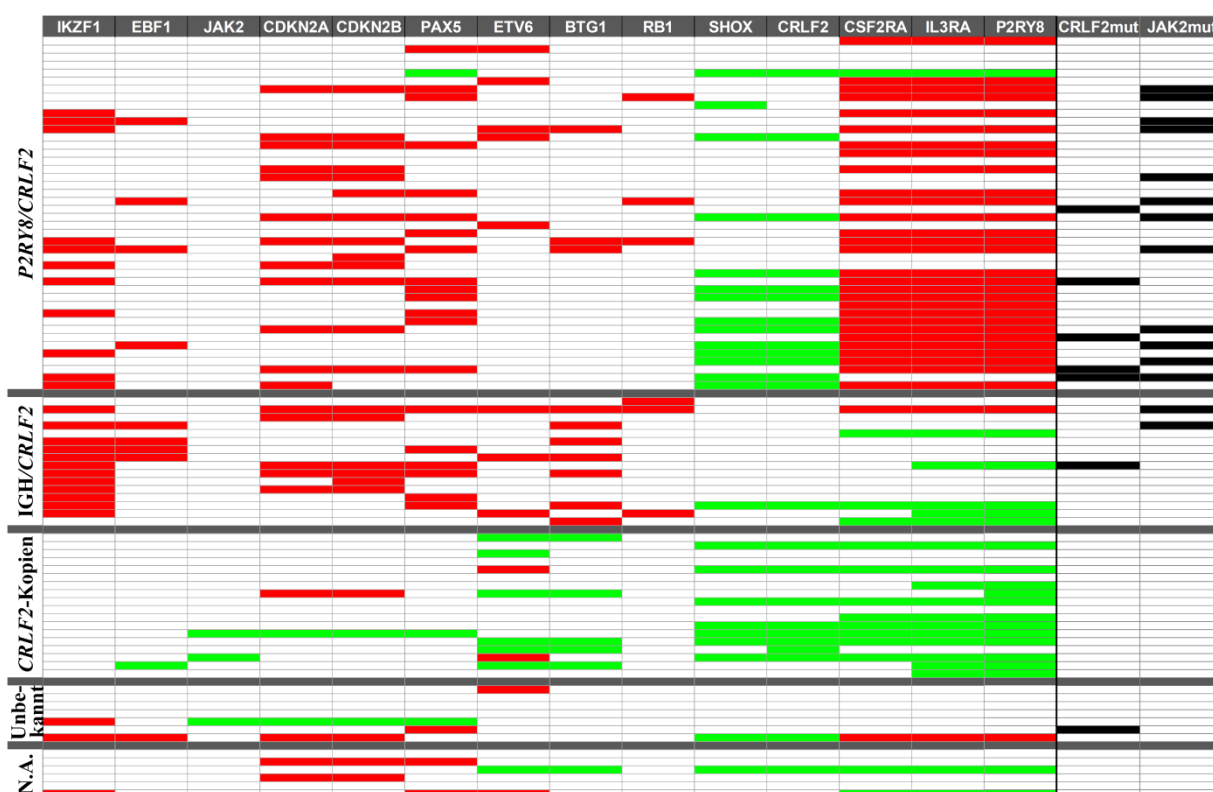 IKZF1 EBF1 JAK2 CDKN2A CDKN2B PAX5 ETV6 BTG1 RB1 SHOX CRLF2 CSF2RA IL3RA P2RY8 CRLF2mut JAK2mut
P2RY8/CRLF2
IGH/CRLF2
CRLF2-Kopien
Unbe-
kannt
N.A.